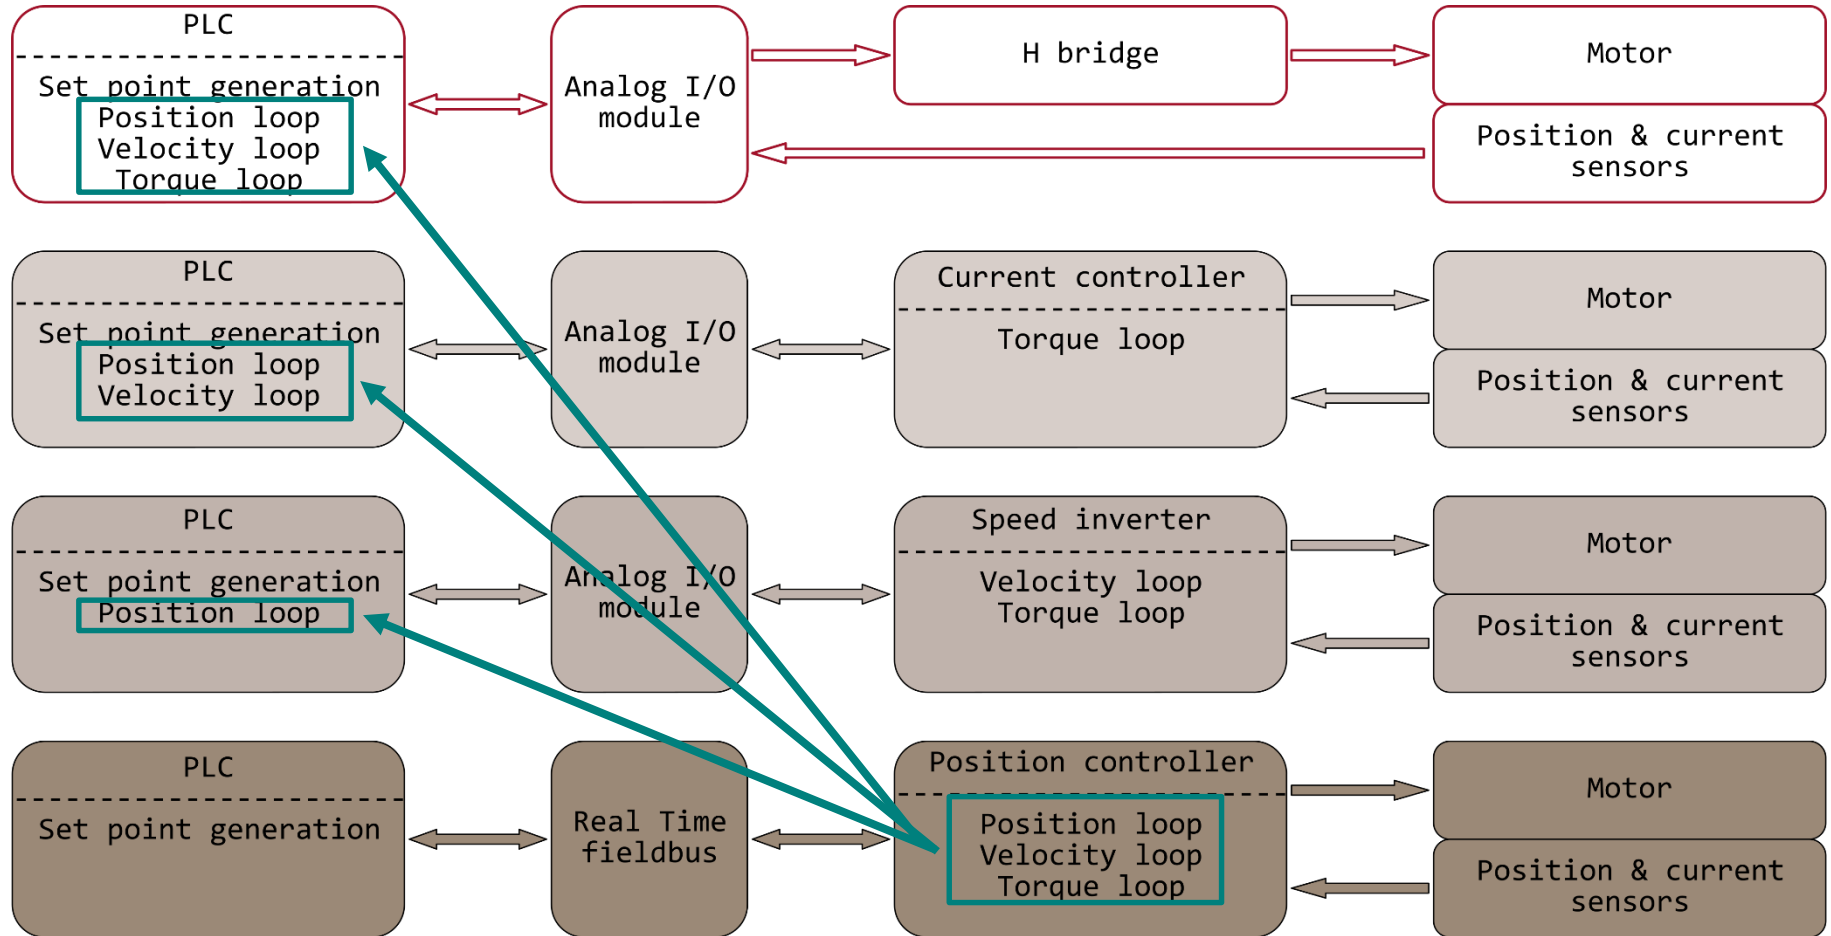 PLC
Set point generation
Position loop
Velocity loop
Torque loop
Analog I/O
module
H bridge
Motor
Position & current
sensors
PLC
Set point generation
Position loop
Velocity loop
Analog I/O
module
Current controller
Torque loop
Motor
Position & current
sensors
PLC
Set point generation
Position loop
Analog I/O
module
Speed inverter
Velocity loop
Torque loop
Motor
Position & current
sensors
PLC
Set point generation
Real Time
fieldbus
Position controller
Position loop
Velocity loop
Torque loop
Motor
Position & current
sensors